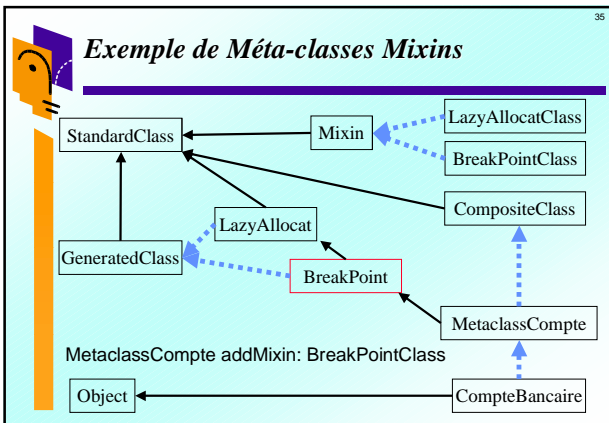 35
Exemple de Méta-classes Mixins
LazyAllocatClass
StandardClass
Mixin
BreakPointClass
CompositeClass
LazyAllocat
GeneratedClass
BreakPoint
MetaclassCompte
MetaclassCompte addMixin: BreakPointClass
Object
CompteBancaire